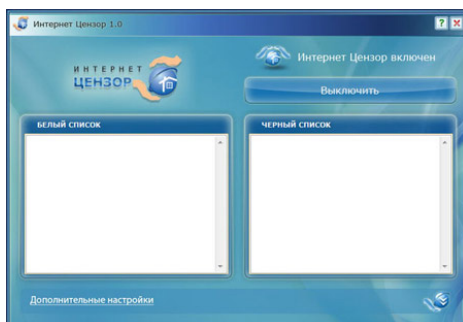 Интернет Цензор 1.0
ИНТЕРНЕТ
ЦЕНЗОР
Интернет Цензор включен
Выключить
БЕЛЫЙ СПИСОК
ЧЕРНЫЙ СПИСОК
Дополнительные настройки